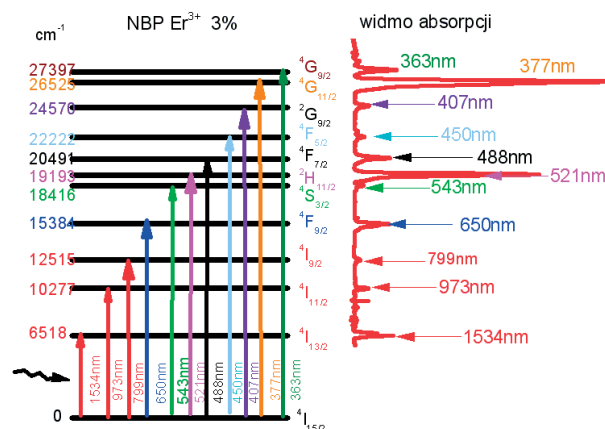 NBP Er³⁺ 3%
widmo absorpcji
cm⁻¹
27397
26525
24570
22222
20491
19193
18416
15384
12515
10277
6518
0
⁴G₉/₂
⁴G₁₁/₂
²G₉/₂
⁴F₅/₂
⁴F₇/₂
²H₁₁/₂
⁴S₃/₂
⁴F₉/₂
⁴I₉/₂
⁴I₁₁/₂
⁴I₁₃/₂
⁴I₁₅/₂
1534nm
973nm
799nm
650nm
543nm
521nm
488nm
450nm
407nm
377nm
363nm
363nm
377nm
407nm
450nm
488nm
521nm
543nm
650nm
799nm
973nm
1534nm